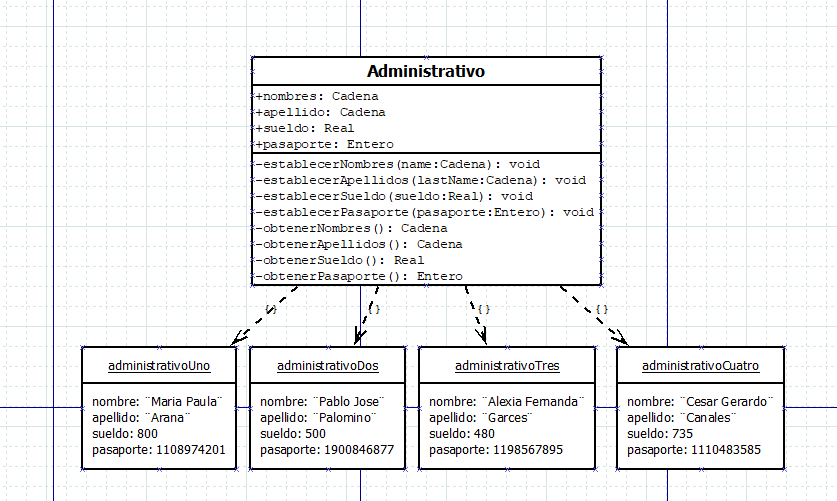 Administrativo
+nombres: Cadena
+apellido: Cadena
+sueldo: Real
+pasaporte: Entero
-establecerNombres(name:Cadena): void
-establecerApellidos(lastName:Cadena): void
-establecerSueldo(sueldo:Real): void
-establecerPasaporte(pasaporte:Entero): void
-obtenerNombres(): Cadena
-obtenerApellidos(): Cadena
-obtenerSueldo(): Real
-obtenerPasaporte(): Entero
{} {} {} {}
administrativoUno
nombre: ¨Maria Paula¨
apellido: ¨Arana¨
sueldo: 800
pasaporte: 1108974201
administrativoDos
nombre: ¨Pablo Jose¨
apellido: ¨Palomino¨
sueldo: 500
pasaporte: 1900846877
administrativoTres
nombre: ¨Alexia Fernanda¨
apellido: ¨Garces¨
sueldo: 480
pasaporte: 1198567895
administrativoCuatro
nombre: ¨Cesar Gerardo¨
apellido: ¨Canales¨
sueldo: 735
pasaporte: 1110483585